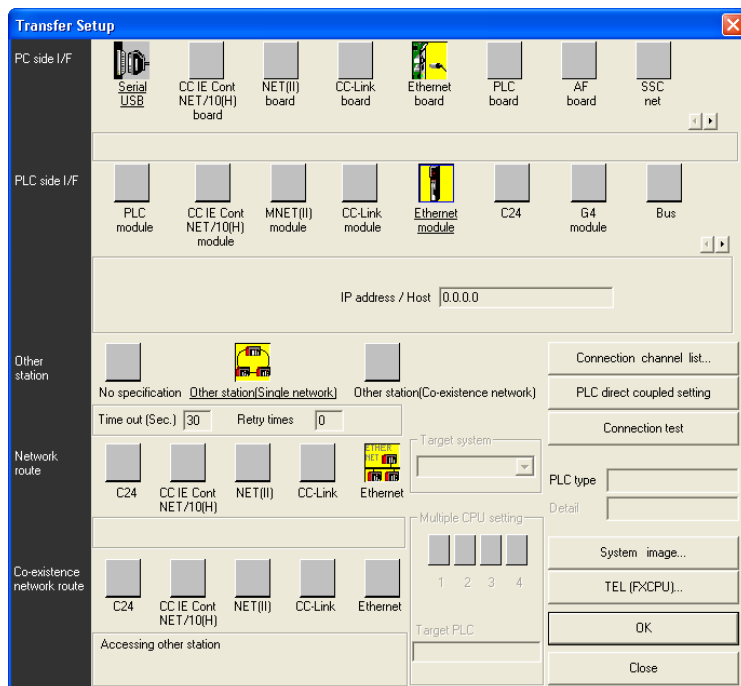 Transfer Setup
PC side I/F
Serial USB
CC IE Cont NET/10(H) board
NET(II) board
CC-Link board
Ethernet board
PLC board
AF board
SSC net
PLC side I/F
PLC module
CC IE Cont NET/10(H) module
MNET(II) module
CC-Link module
Ethernet module
C24
G4 module
Bus
IP address / Host 0.0.0.0
Other station
No specification
Other station(Single network)
Other station(Co-existence network)
Time out (Sec.) 30
Retry times 0
Connection channel list...
PLC direct coupled setting
Connection test
Network route
C24
CC IE Cont NET/10(H)
NET(II)
CC-Link
ETHER NET
Ethernet
Target system
PLC type
Detail
Multiple CPU setting
1 2 3 4
Target PLC
System image...
TEL (FXCPU)...
OK
Close
Co-existence network route
C24
CC IE Cont NET/10(H)
NET(II)
CC-Link
Ethernet
Accessing other station